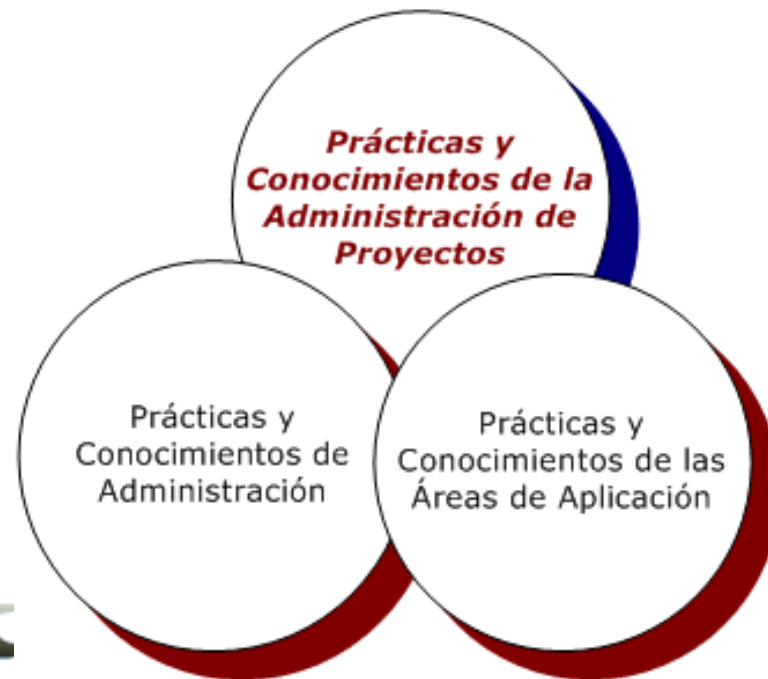 Prácticas y
Conocimientos de la
Administración de
Proyectos
Prácticas y
Conocimientos de
Administración
Prácticas y
Conocimientos de las
Áreas de Aplicación